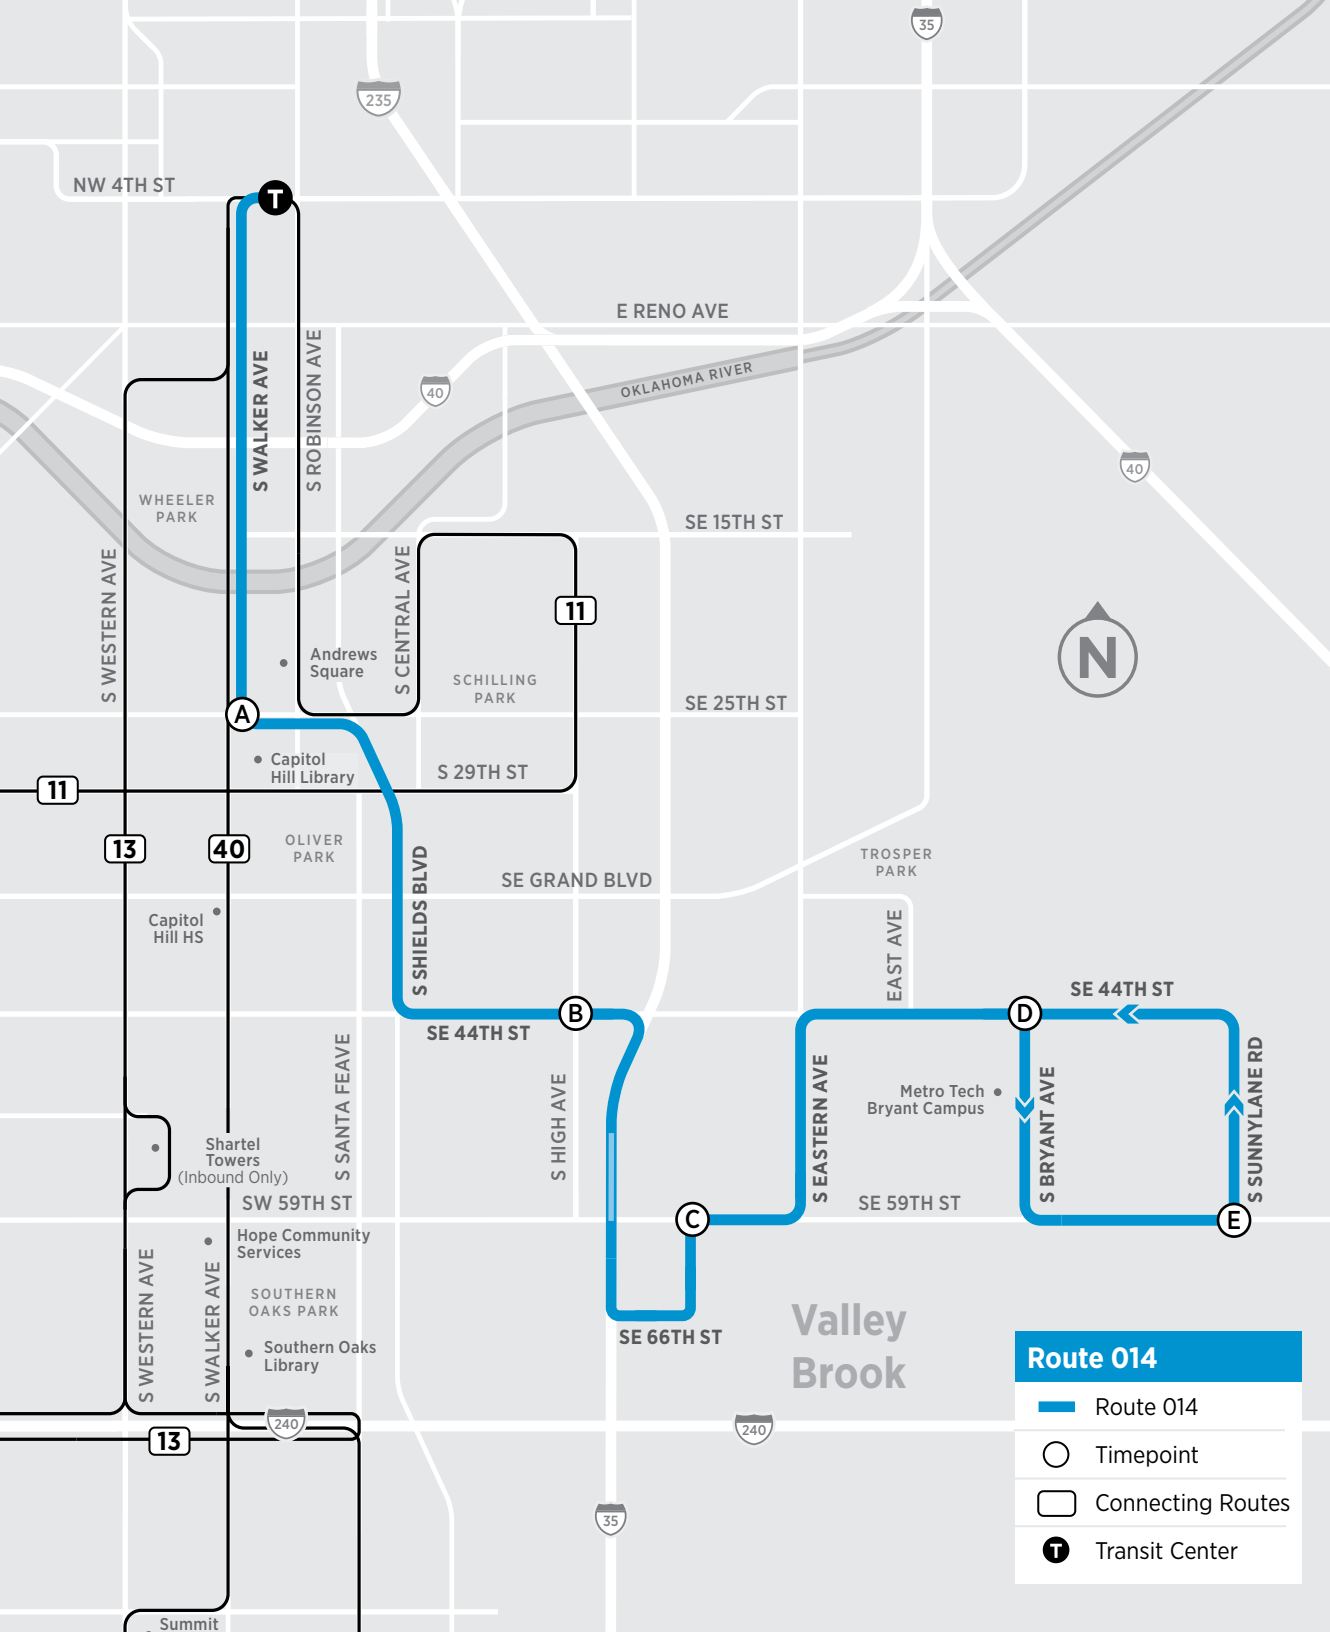 35
235
NW 4TH ST
T
E RENO AVE
S WALKER AVE
S ROBINSON AVE
OKLAHOMA RIVER
40
40
WHEELER
PARK
SE 15TH ST
S WESTERN AVE
S CENTRAL AVE
11
N
Andrews
Square
SCHILLING
PARK
SE 25TH ST
A
Capitol
Hill Library
S 29TH ST
11
13
40
OLIVER
PARK
S SHIELDS BLVD
SE GRAND BLVD
TROSPER
PARK
Capitol
Hill HS
EAST AVE
SE 44TH ST
B
D
SE 44TH ST
S SANTA FEAVE
S HIGH AVE
S EASTERN AVE
Metro Tech
Bryant Campus
S BRYANT AVE
S SUNNYLANE RD
Shartel
Towers
(Inbound Only)
SW 59TH ST
SE 59TH ST
C
E
Hope Community
Services
S WESTERN AVE
S WALKER AVE
SOUTHERN
OAKS PARK
Southern Oaks
Library
SE 66TH ST
Valley
Brook
240
240
13
35
Summit
Route 014
Route 014
Timepoint
Connecting Routes
T
Transit Center